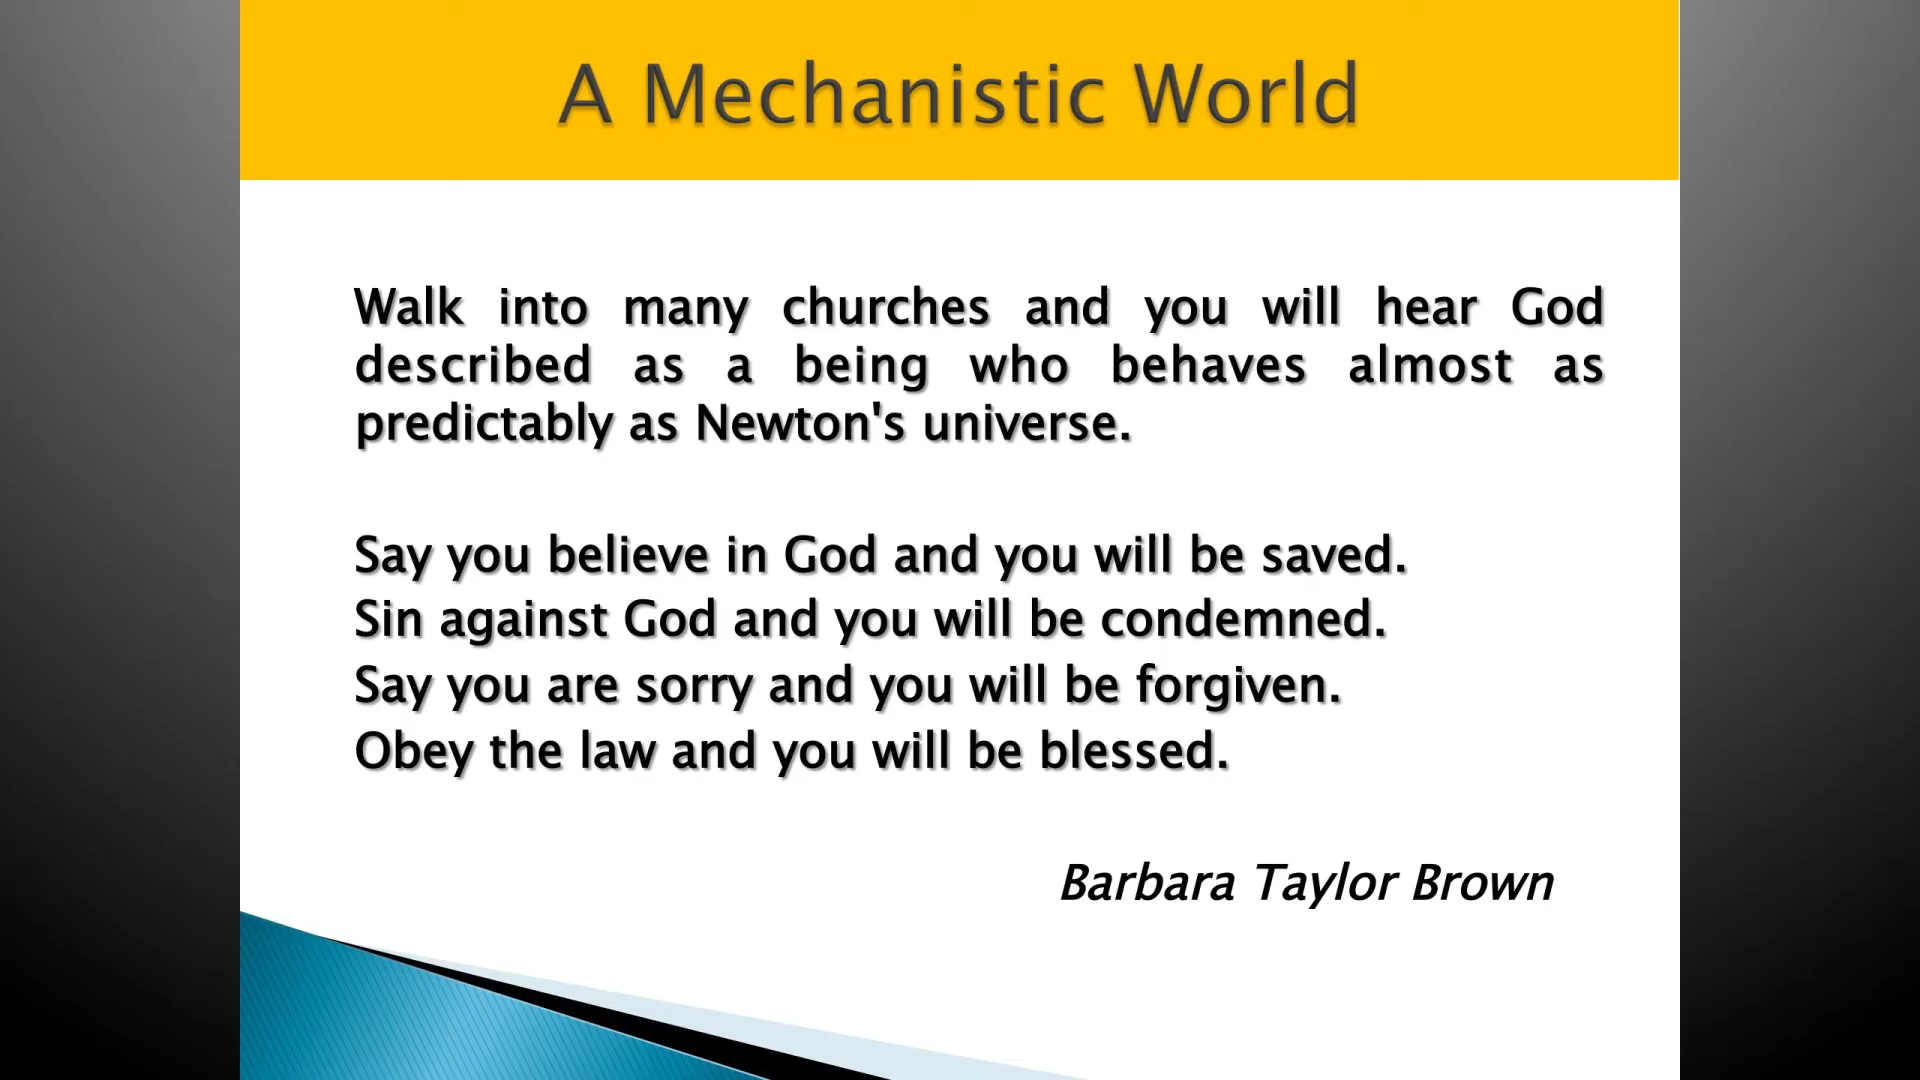 A Mechanistic World
Walk into many churches and you will hear God
described as a being who behaves almost as
predictably as Newton's universe.
Say you believe in God and you will be saved.
Sin against God and you will be condemned.
Say you are sorry and you will be forgiven.
Obey the law and you will be blessed.
Barbara Taylor Brown